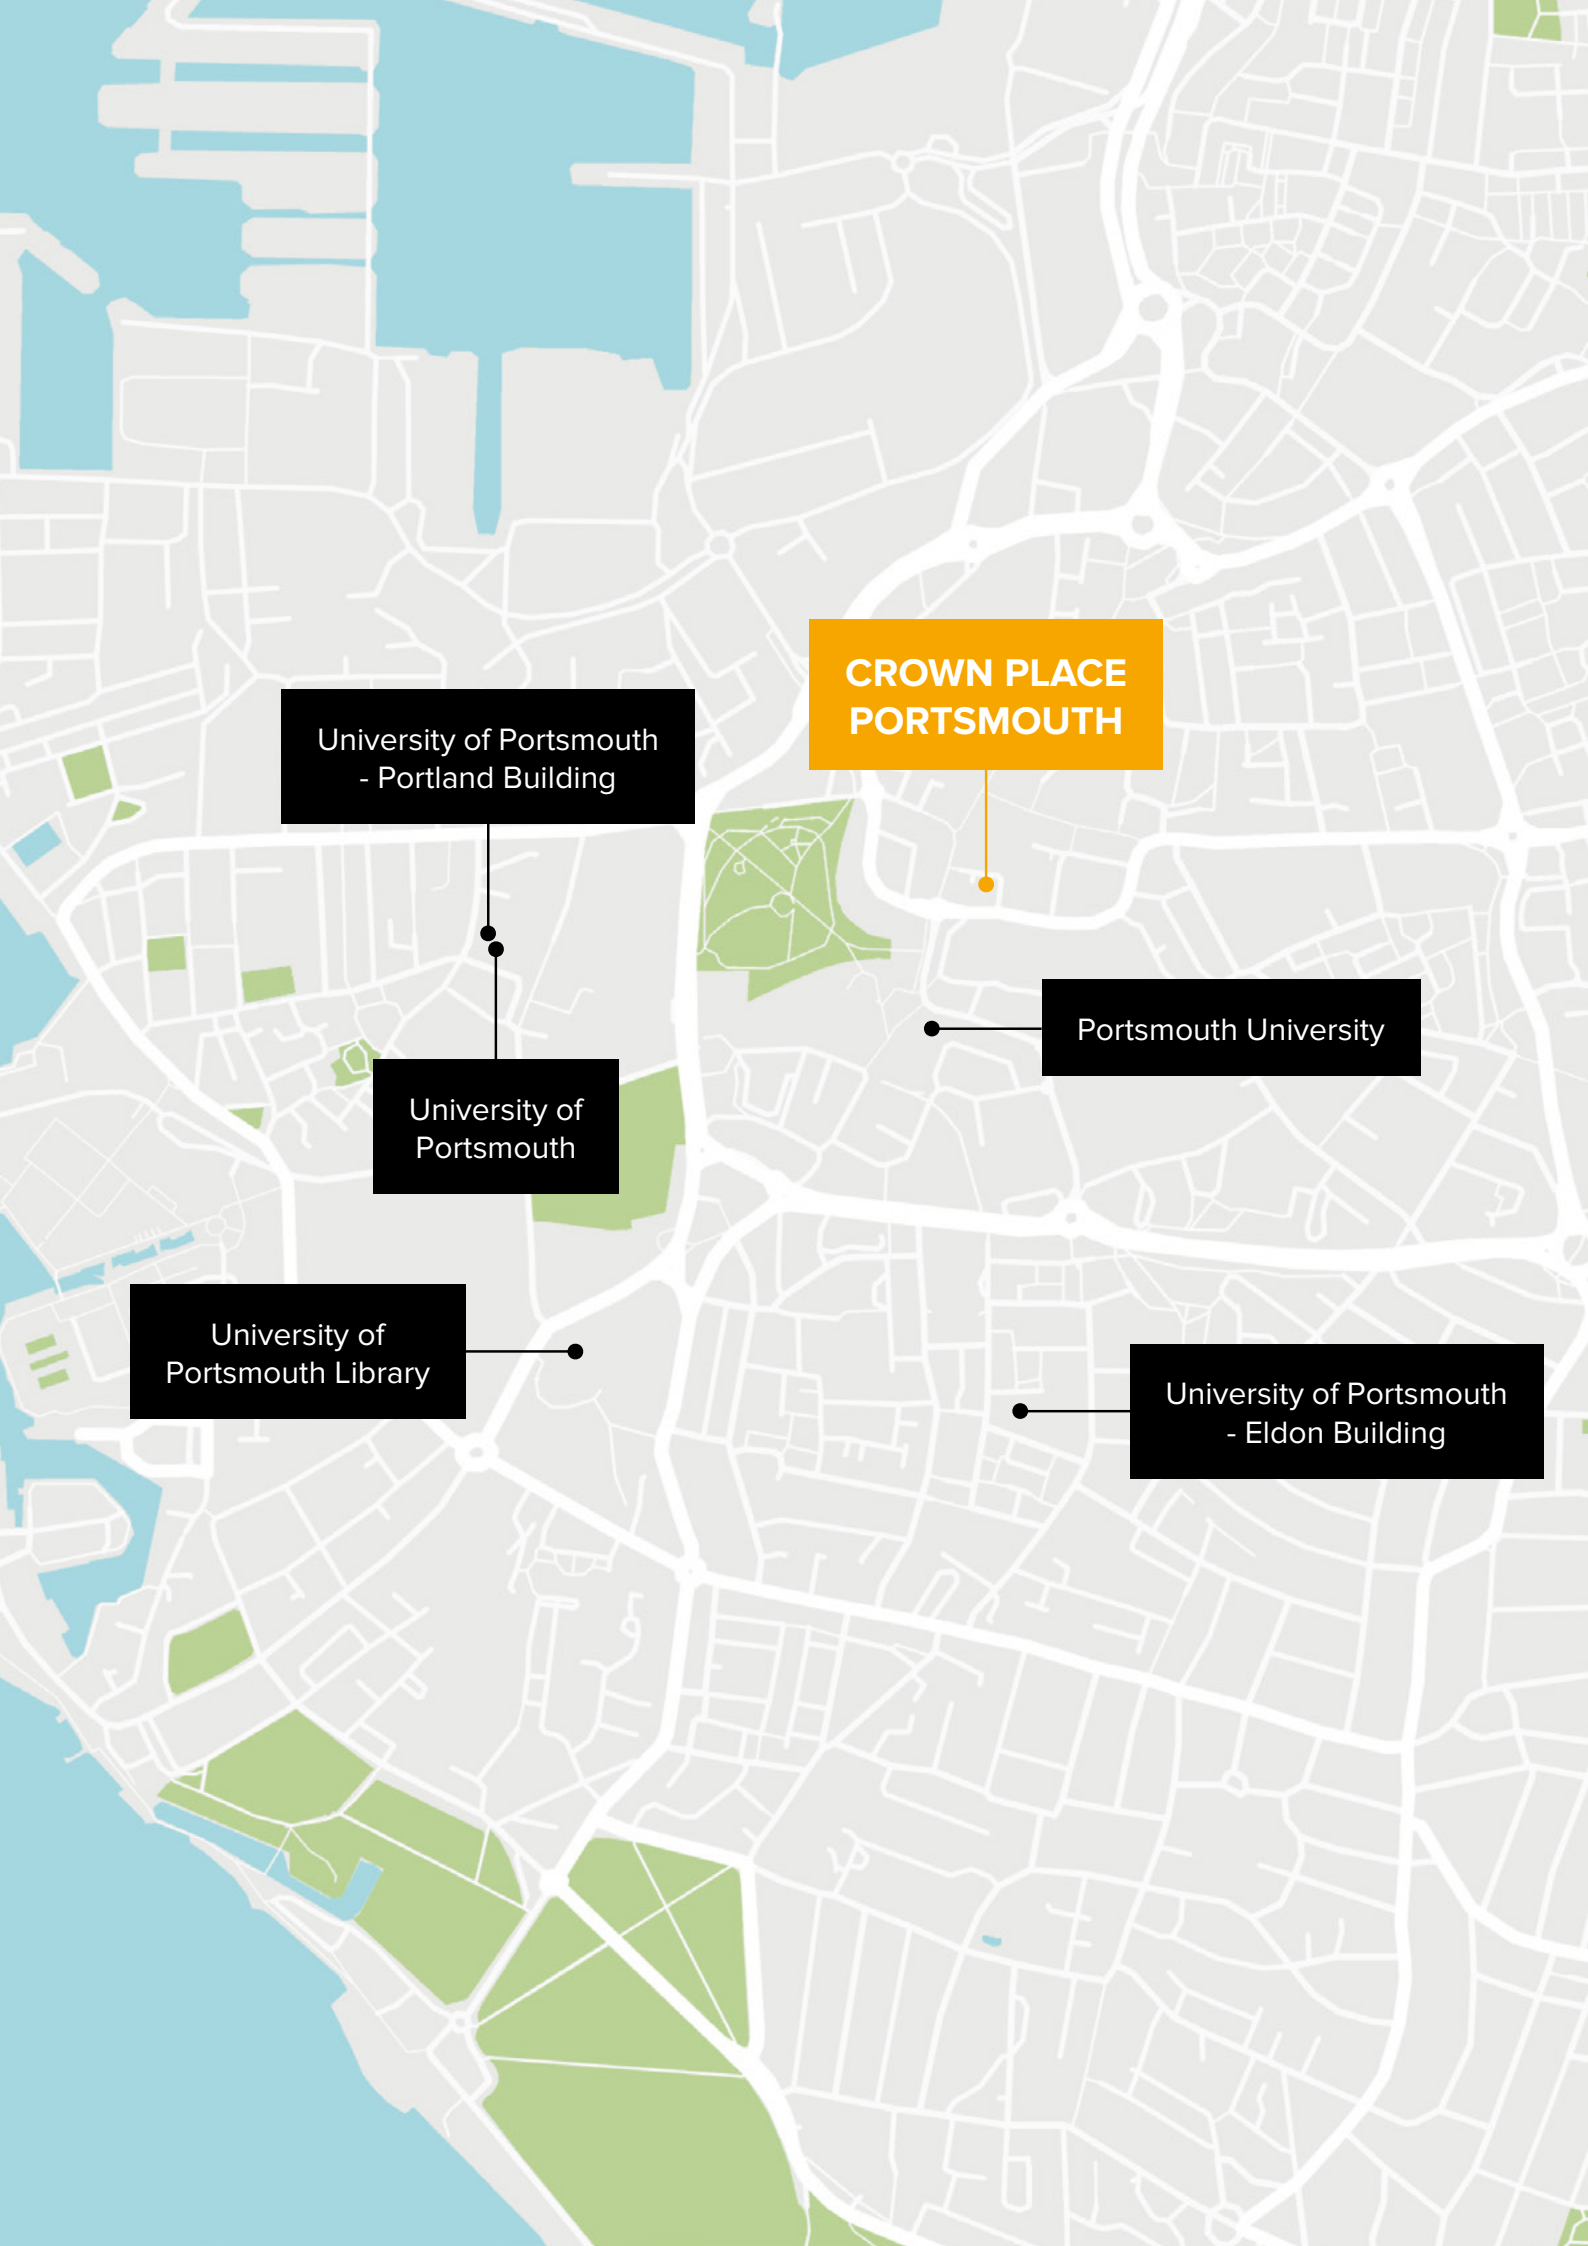 CROWN PLACE
PORTSMOUTH
University of Portsmouth
- Portland Building
Portsmouth University
University of
Portsmouth
University of
Portsmouth Library
University of Portsmouth
- Eldon Building